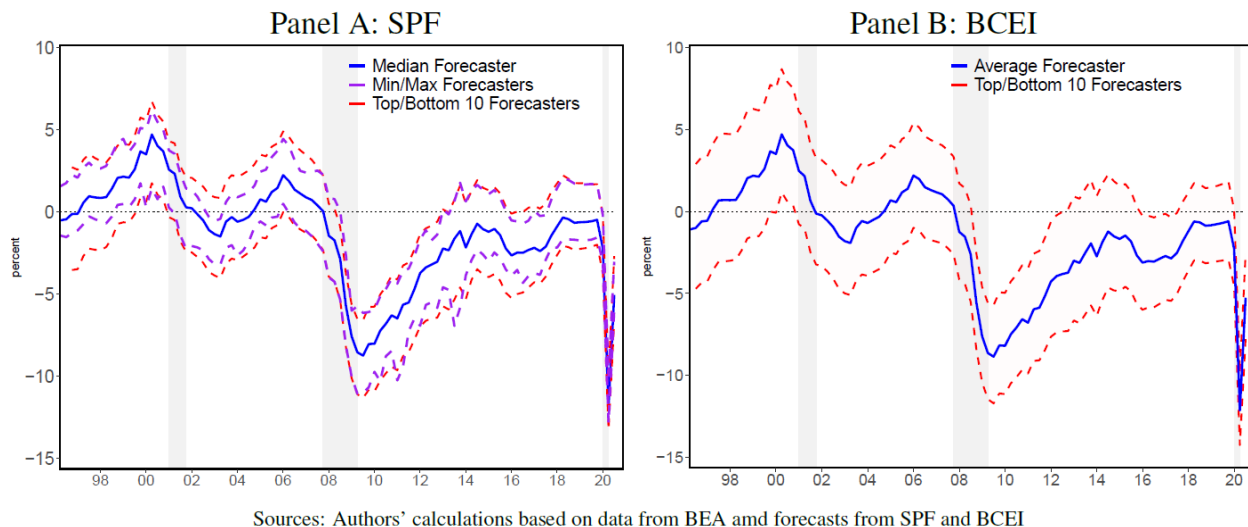 Panel A: SPF
Panel B: BCEI
Median Forecaster
Min/Max Forecasters
Top/Bottom 10 Forecasters
10
5
0
−5
−10
−15
percent
98 00 02 04 06 08 10 12 14 16 18 20
Average Forecaster
Top/Bottom 10 Forecasters
10
5
0
−5
−10
−15
percent
98 00 02 04 06 08 10 12 14 16 18 20
Sources: Authors' calculations based on data from BEA amd forecasts from SPF and BCEI